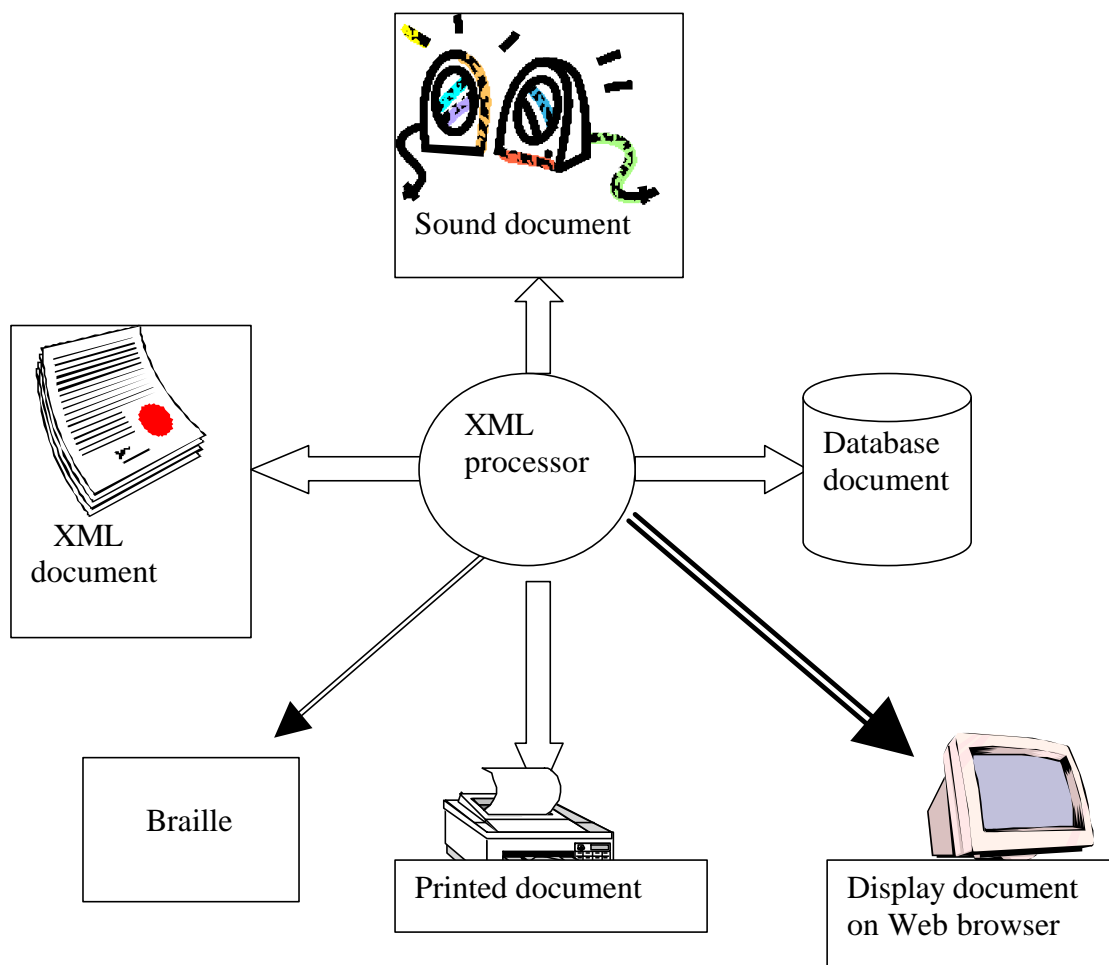 Sound document
XML
processor
Database
document
XML
document
Braille
Printed document
Display document
on Web browser